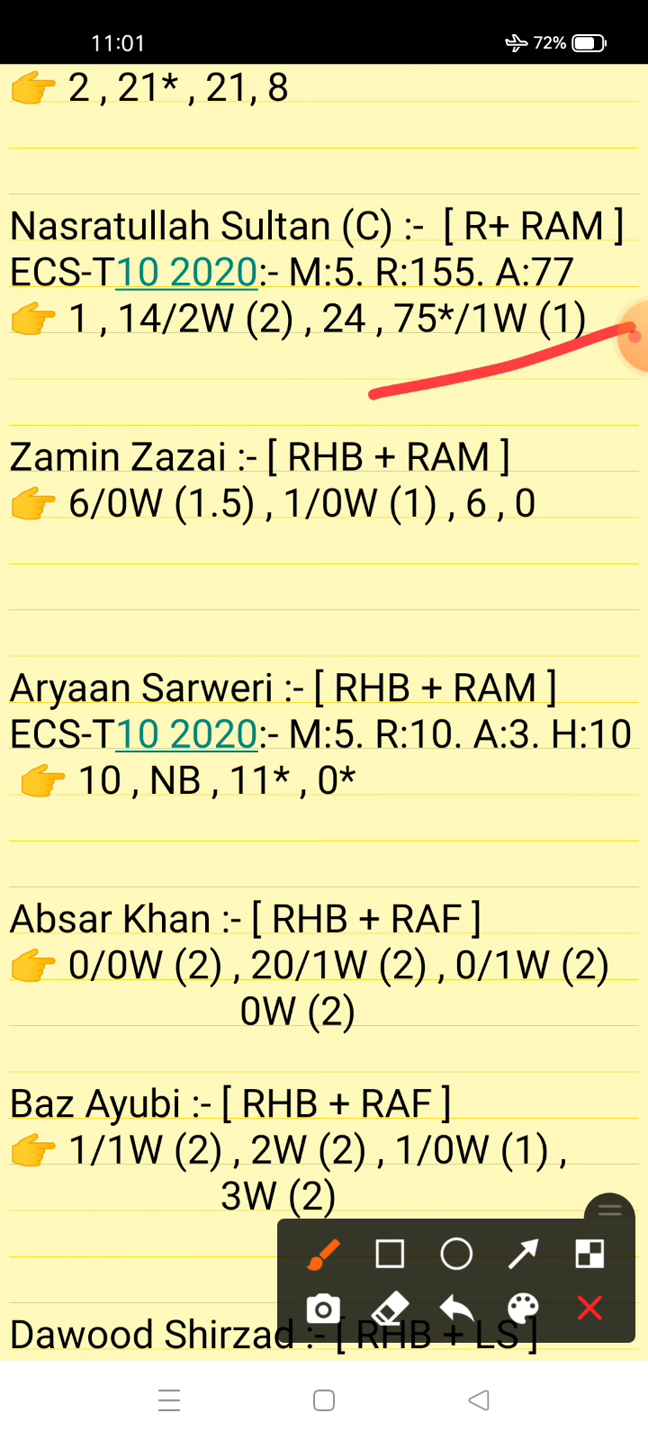 11:01 72%
👉 2 , 21* , 21, 8
Nasratullah Sultan (C) :- [ R+ RAM ]
ECS-T10 2020:- M:5. R:155. A:77
👉 1 , 14/2W (2) , 24 , 75*/1W (1)
Zamin Zazai :- [ RHB + RAM ]
👉 6/0W (1.5) , 1/0W (1) , 6 , 0
Aryaan Sarweri :- [ RHB + RAM ]
ECS-T10 2020:- M:5. R:10. A:3. H:10
👉 10 , NB , 11* , 0*
Absar Khan :- [ RHB + RAF ]
👉 0/0W (2) , 20/1W (2) , 0/1W (2)
0W (2)
Baz Ayubi :- [ RHB + RAF ]
👉 1/1W (2) , 2W (2) , 1/0W (1) ,
3W (2)
Dawood Shirzad :- [ RHB + LS ]